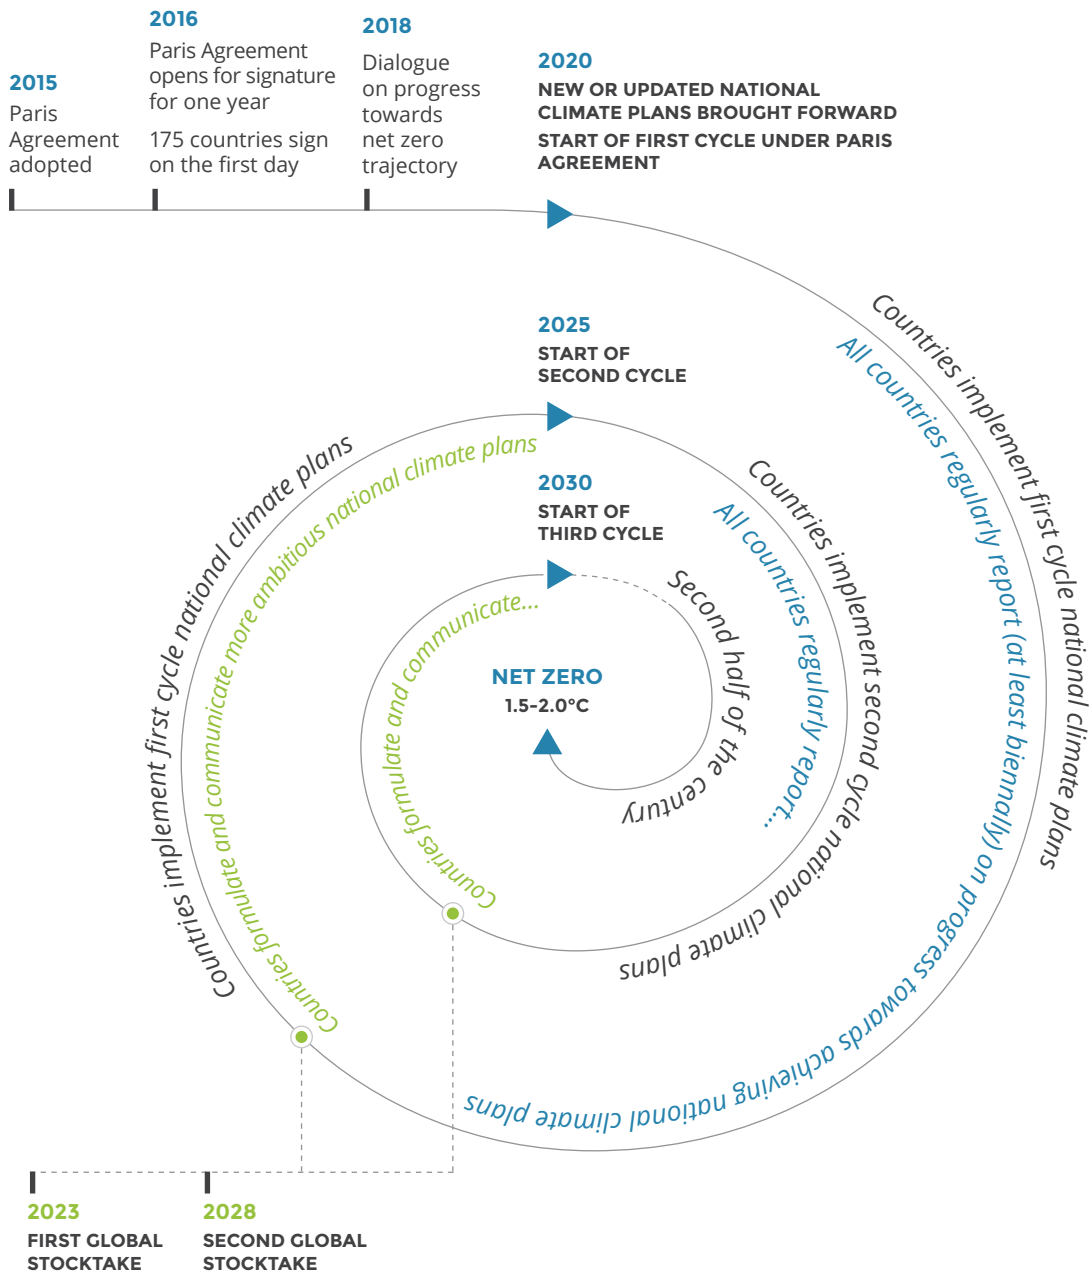 2015
Paris
Agreement
adopted
2016
Paris Agreement
opens for signature
for one year
175 countries sign
on the first day
2018
Dialogue
on progress
towards
net zero
trajectory
2020
NEW OR UPDATED NATIONAL
CLIMATE PLANS BROUGHT FORWARD
START OF FIRST CYCLE UNDER PARIS
AGREEMENT
Countries implement first cycle national climate plans
All countries regularly report (at least biennally) on progress towards achieving national climate plans
2025
START OF
SECOND CYCLE
Countries implement first cycle national climate plans
Countries formulate and communicate more ambitious national climate plans
Countries implement second cycle national climate plans
All countries regularly report...
2030
START OF
THIRD CYCLE
Countries formulate and communicate...
Second half of the century
NET ZERO
1.5-2.0°C
2023
FIRST GLOBAL
STOCKTAKE
2028
SECOND GLOBAL
STOCKTAKE